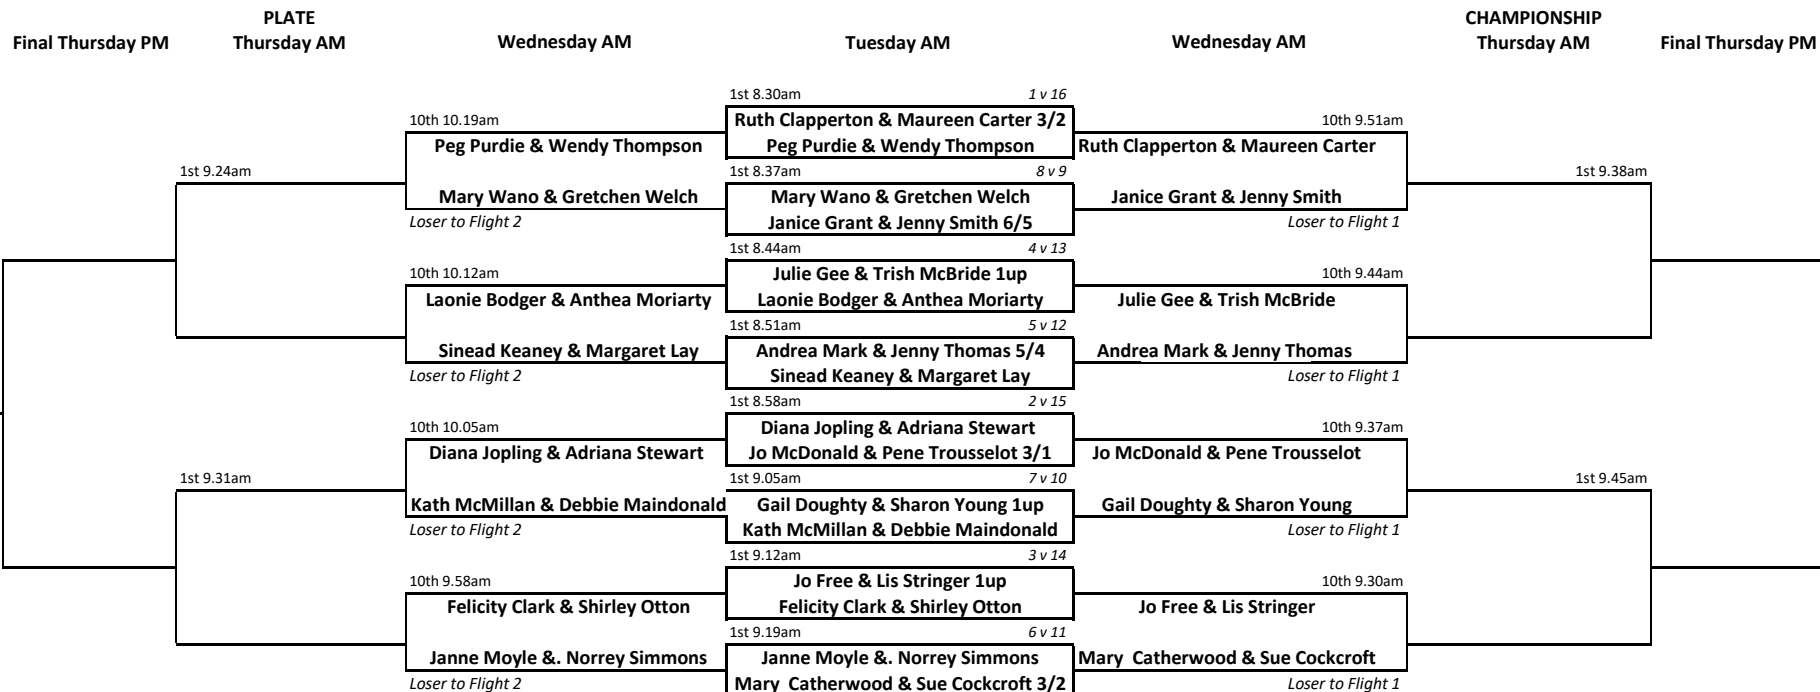 PLATE CHAMPIONSHIP
Final Thursday PM Thursday AM Wednesday AM Tuesday AM Wednesday AM Thursday AM Final Thursday PM
1st 8.30am 1 v 16
10th 10.19am Ruth Clapperton & Maureen Carter 3/2 10th 9.51am
Peg Purdie & Wendy Thompson Peg Purdie & Wendy Thompson Ruth Clapperton & Maureen Carter
1st 9.24am 1st 8.37am 8 v 9 1st 9.38am
Mary Wano & Gretchen Welch Mary Wano & Gretchen Welch Janice Grant & Jenny Smith
Loser to Flight 2 Janice Grant & Jenny Smith 6/5 Loser to Flight 1
1st 8.44am 4 v 13
10th 10.12am Julie Gee & Trish McBride 1up 10th 9.44am
Laonie Bodger & Anthea Moriarty Laonie Bodger & Anthea Moriarty Julie Gee & Trish McBride
1st 8.51am 5 v 12
Sinead Keaney & Margaret Lay Andrea Mark & Jenny Thomas 5/4 Andrea Mark & Jenny Thomas
Loser to Flight 2 Sinead Keaney & Margaret Lay Loser to Flight 1
1st 8.58am 2 v 15
10th 10.05am Diana Jopling & Adriana Stewart 10th 9.37am
Diana Jopling & Adriana Stewart Jo McDonald & Pene Trousselot 3/1 Jo McDonald & Pene Trousselot
1st 9.31am 1st 9.05am 7 v 10 1st 9.45am
Kath McMillan & Debbie Maindonald Gail Doughty & Sharon Young 1up Gail Doughty & Sharon Young
Loser to Flight 2 Kath McMillan & Debbie Maindonald Loser to Flight 1
1st 9.12am 3 v 14
10th 9.58am Jo Free & Lis Stringer 1up 10th 9.30am
Felicity Clark & Shirley Otton Felicity Clark & Shirley Otton Jo Free & Lis Stringer
1st 9.19am 6 v 11
Janne Moyle &. Norrey Simmons Janne Moyle &. Norrey Simmons Mary  Catherwood & Sue Cockcroft
Loser to Flight 2 Mary  Catherwood & Sue Cockcroft 3/2 Loser to Flight 1